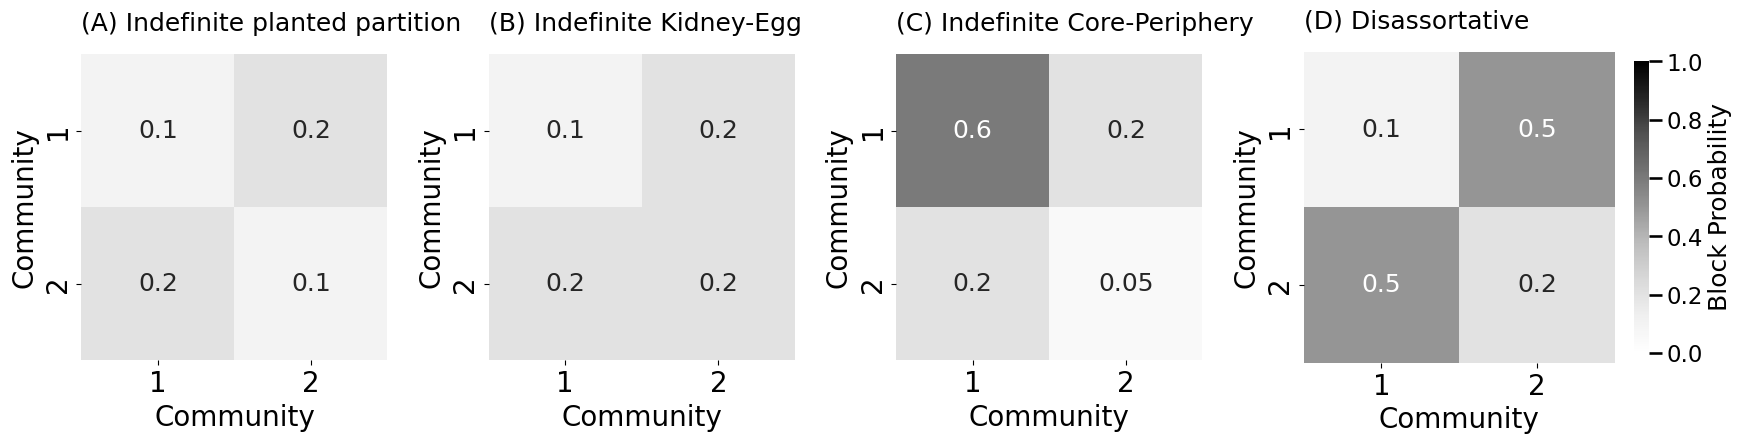 (A) Indefinite planted partition
Community
1
0.1
0.2
2
0.2
0.1
1
2
Community
(B) Indefinite Kidney-Egg
Community
1
0.1
0.2
2
0.2
0.2
1
2
Community
(C) Indefinite Core-Periphery
Community
1
0.6
0.2
2
0.2
0.05
1
2
Community
(D) Disassortative
Community
1
0.1
0.5
2
0.5
0.2
1
2
Community
1.0
0.8
0.6
0.4
0.2
0.0
Block Probability